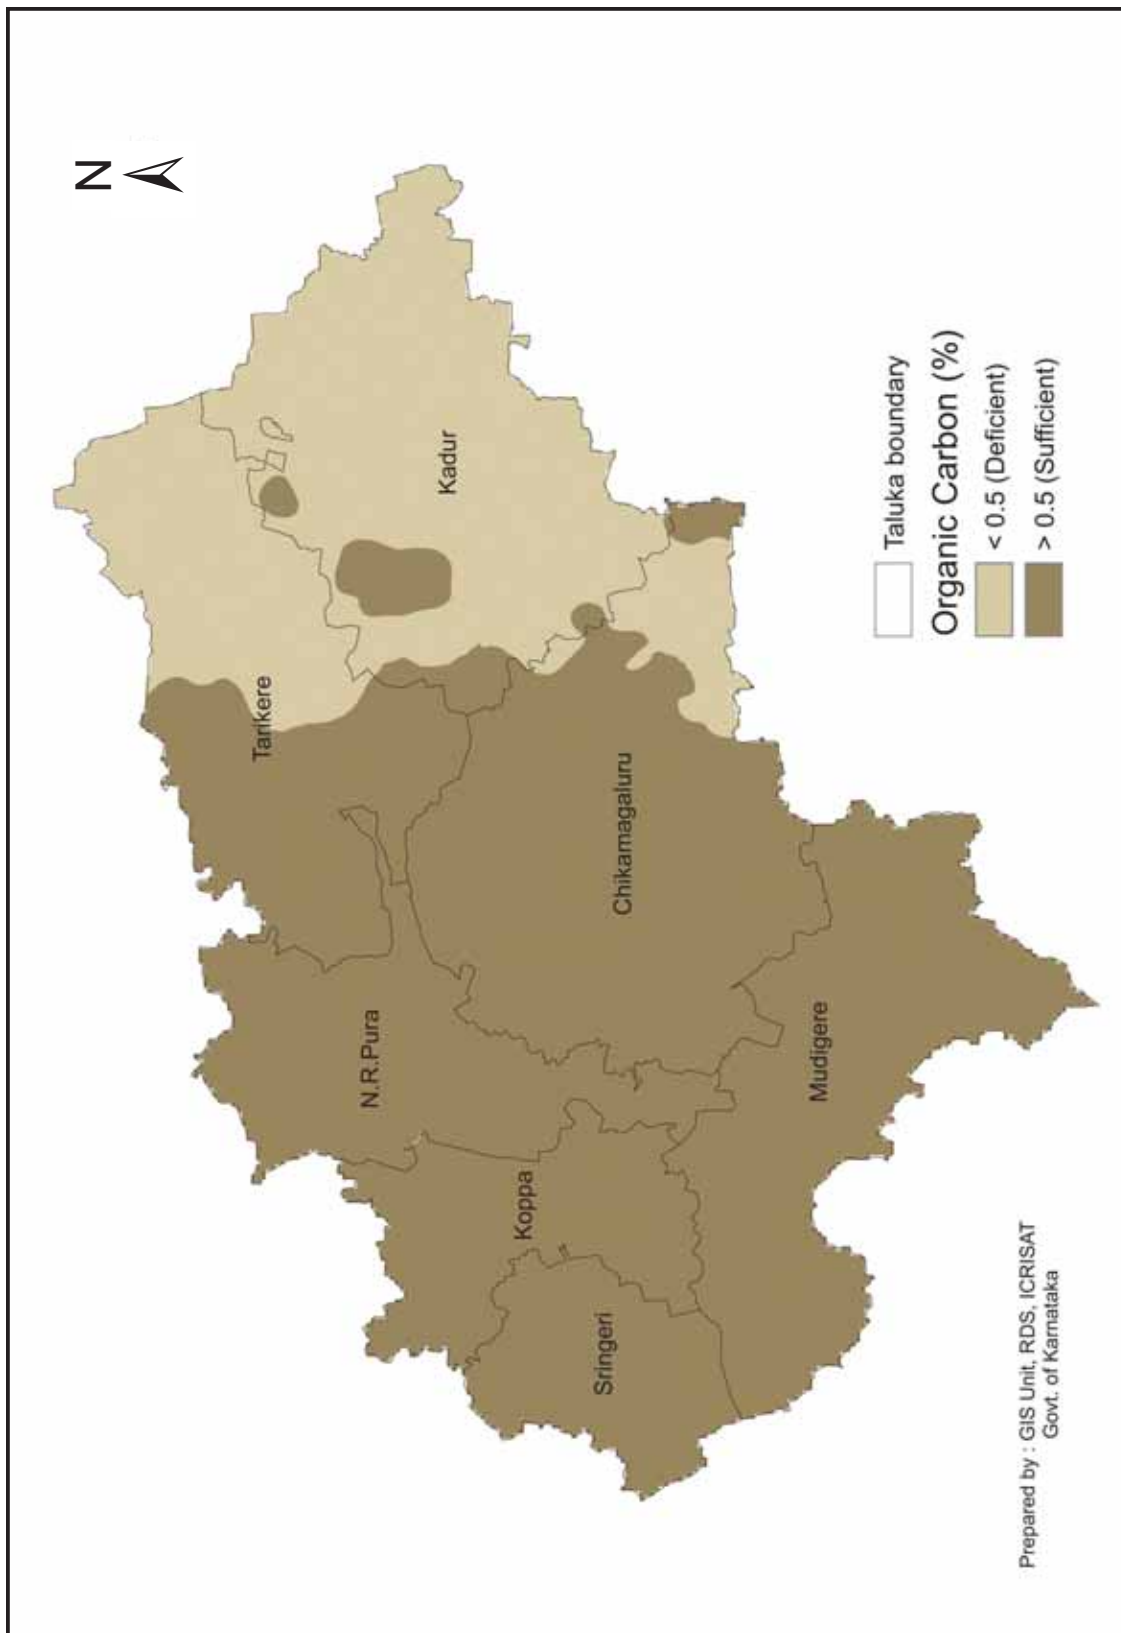 N
Tarikere
Kadur
N.R.Pura
Koppa
Chikamagaluru
Sringeri
Mudigere
Taluka boundary
Organic Carbon (%)
< 0.5 (Deficient)
> 0.5 (Sufficient)
Prepared by : GIS Unit, RDS, ICRISAT
Govt. of Karnataka